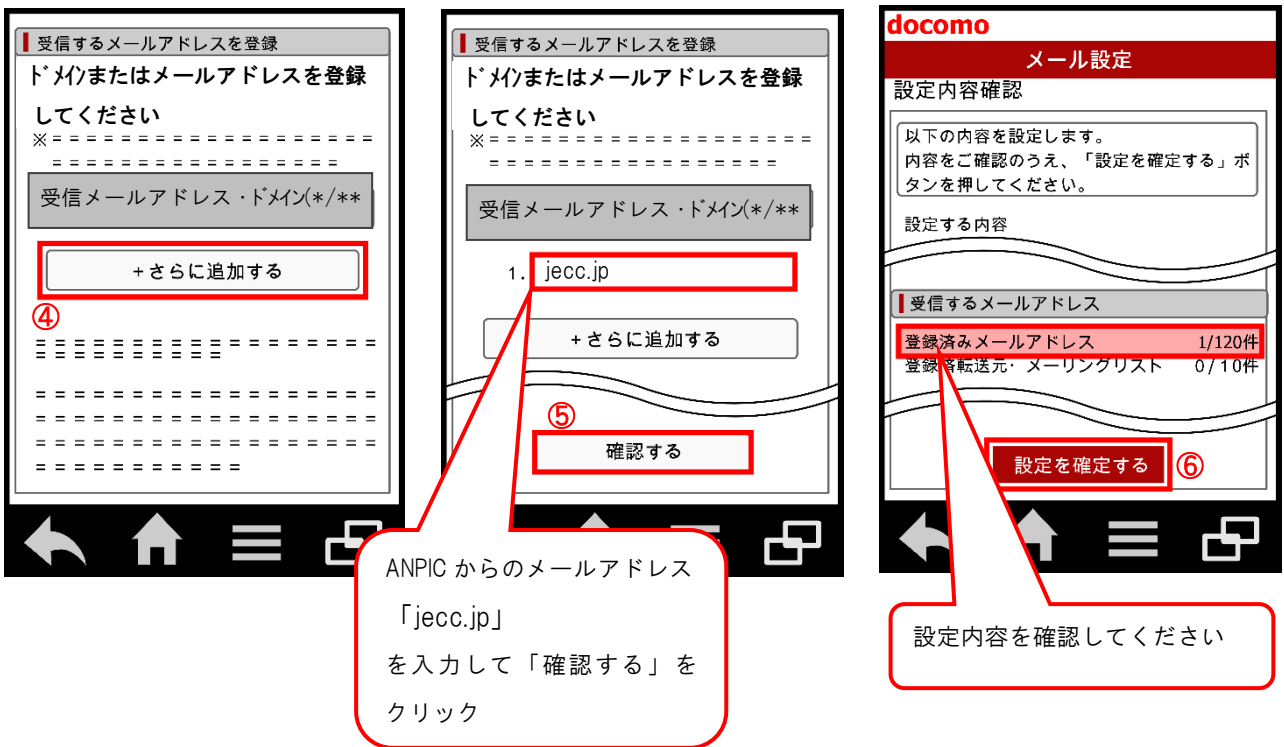 受信するメールアドレスを登録
ﾄﾞﾒｲﾝまたはメールアドレスを登録
してください
※===================
================
受信メールアドレス・ﾄﾞﾒｲﾝ(*/**
+さらに追加する
④
===================
==========
===================
===================
===================
============
受信するメールアドレスを登録
ﾄﾞﾒｲﾝまたはメールアドレスを登録
してください
※===================
================
受信メールアドレス・ﾄﾞﾒｲﾝ(*/**
1. jecc.jp
+さらに追加する
⑤
確認する
ANPIC からのメールアドレス
「jecc.jp」
を入力して「確認する」を
クリック
docomo
メール設定
設定内容確認
以下の内容を設定します。
内容をご確認のうえ、「設定を確定する」ボ
タンを押してください。
設定する内容
受信するメールアドレス
登録済みメールアドレス 1/120件
登録済転送元・メーリングリスト 0/10件
設定を確定する
⑥
設定内容を確認してください